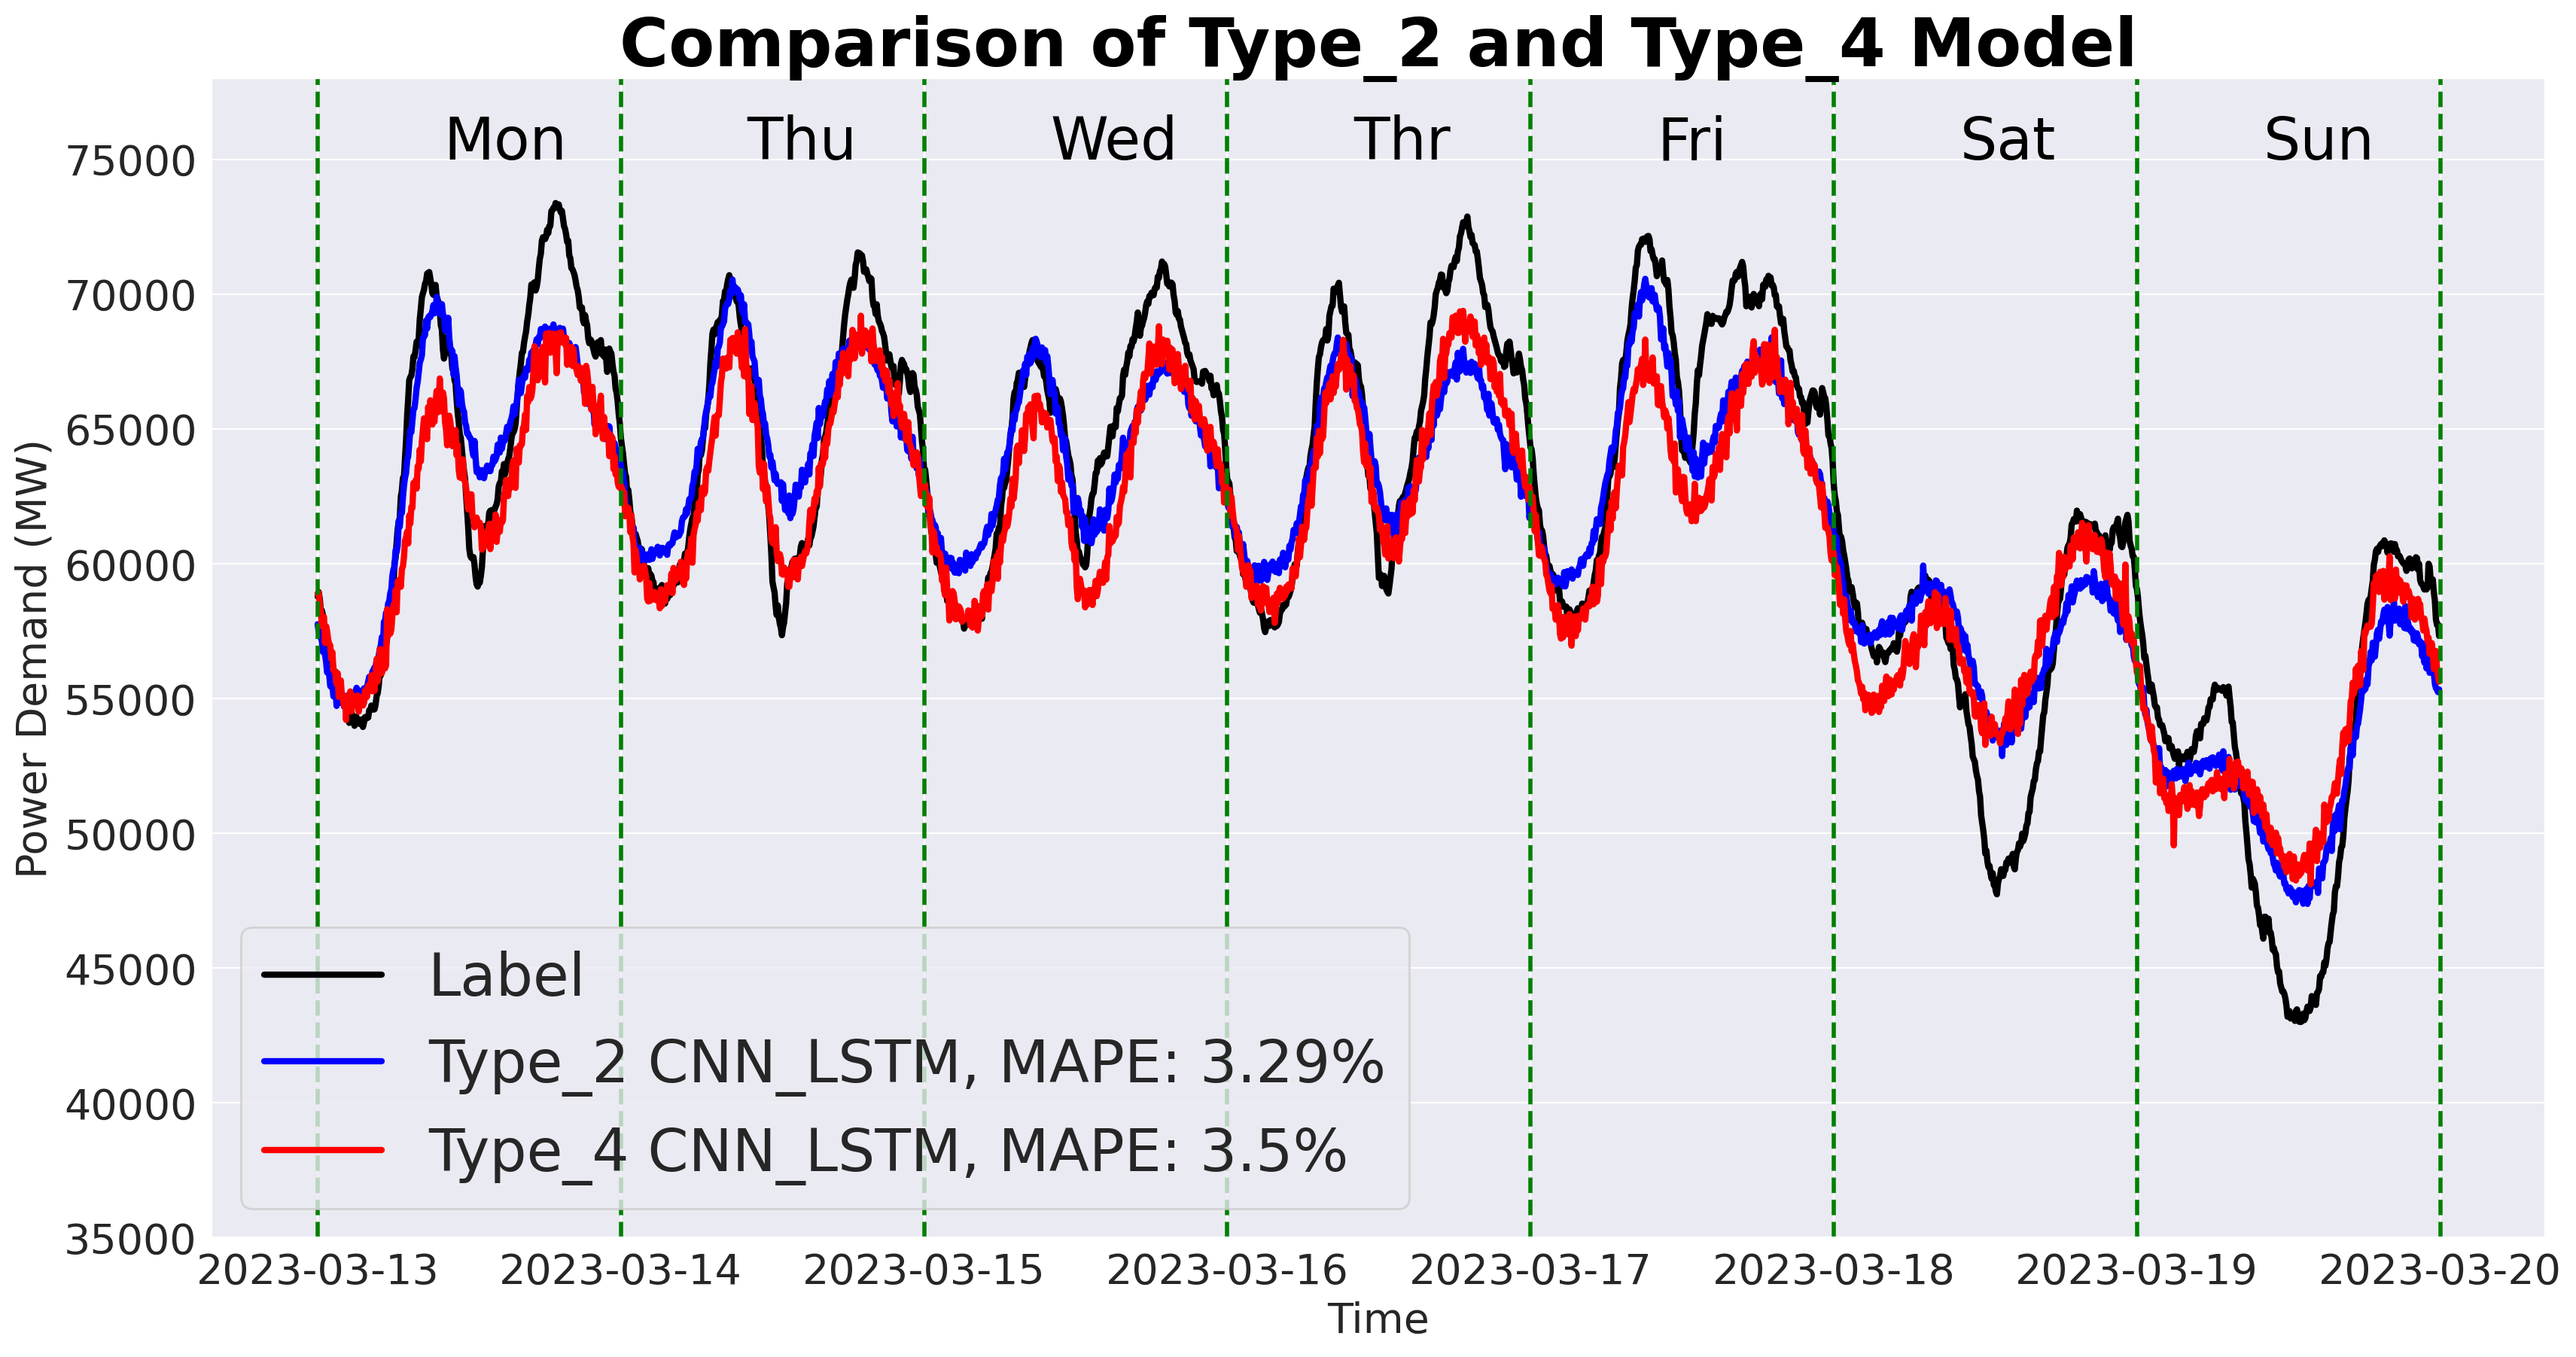 Comparison of Type_2 and Type_4 Model
Mon Thu Wed Thr Fri Sat Sun
75000
70000
65000
60000
55000
50000
45000
40000
35000
Power Demand (MW)
Label
Type_2 CNN_LSTM, MAPE: 3.29%
Type_4 CNN_LSTM, MAPE: 3.5%
2023-03-13 2023-03-14 2023-03-15 2023-03-16 2023-03-17 2023-03-18 2023-03-19 2023-03-20
Time